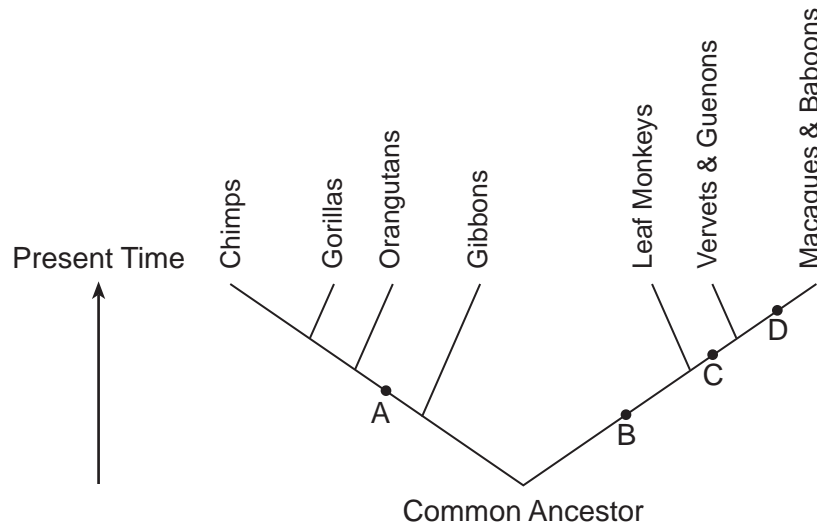 Chimps
Gorillas
Orangutans
Gibbons
Leaf Monkeys
Vervets & Guenons
Macaques & Baboons
Present Time
D
C
A
B
Common Ancestor